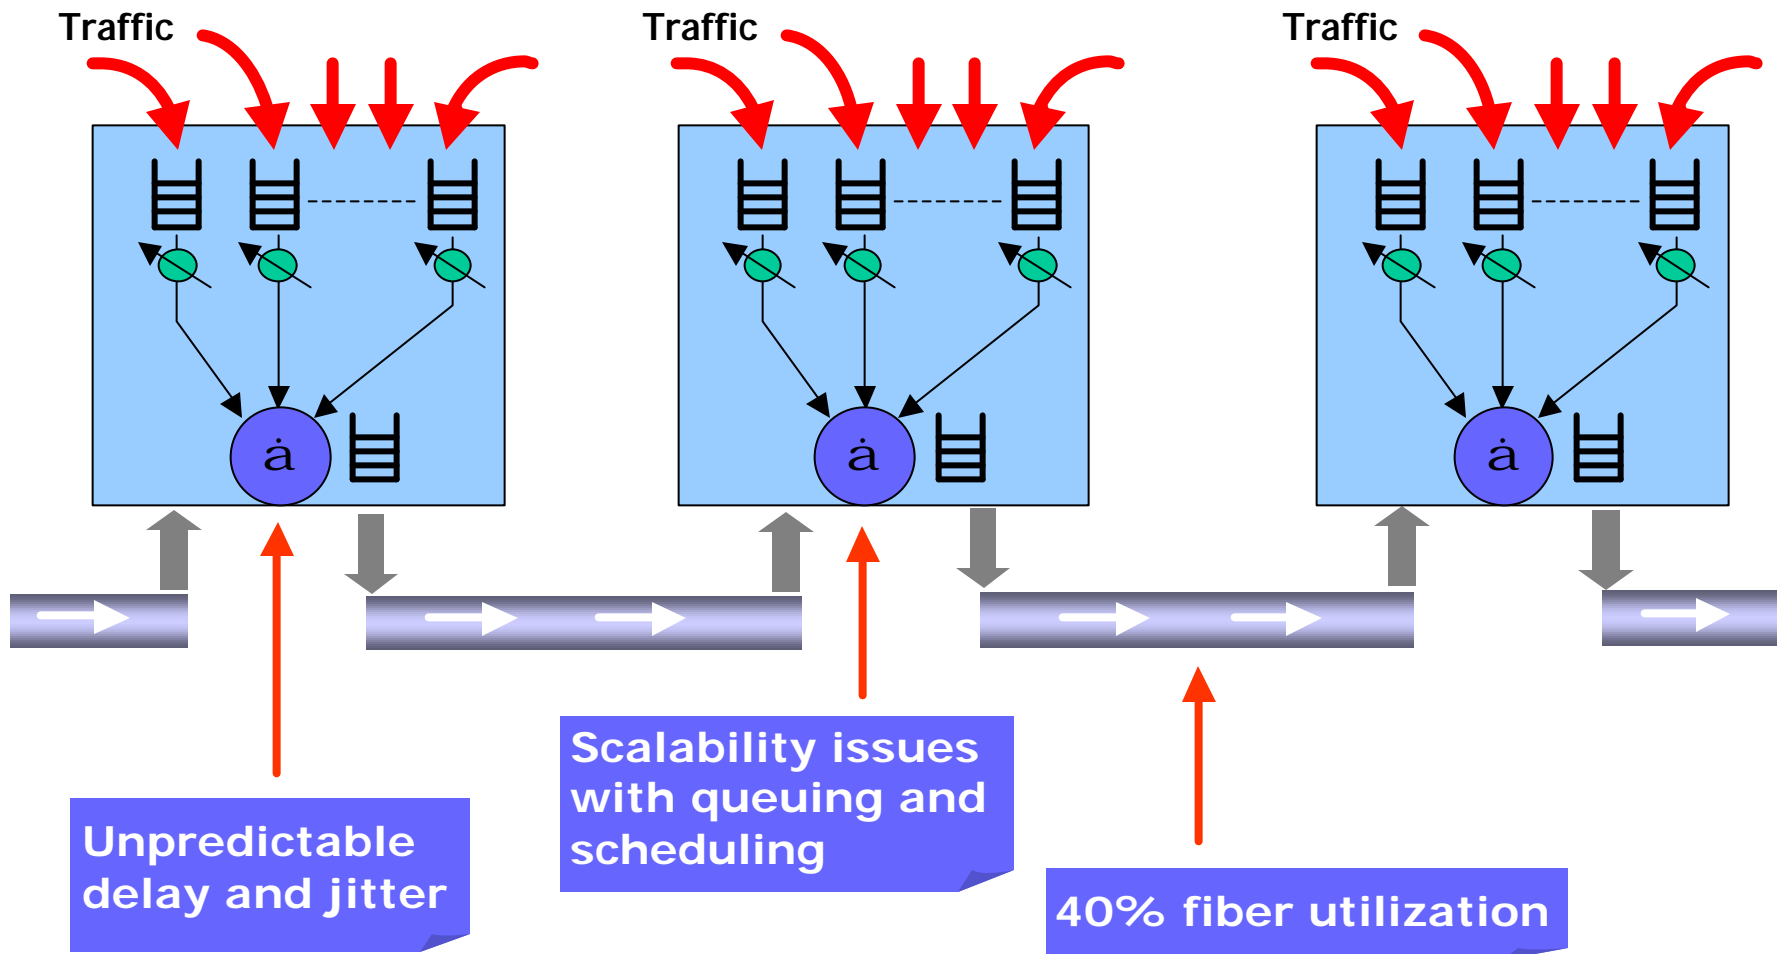 Traffic
Traffic
Traffic
ȧ
ȧ
ȧ
Unpredictable
delay and jitter
Scalability issues
with queuing and
scheduling
40% fiber utilization